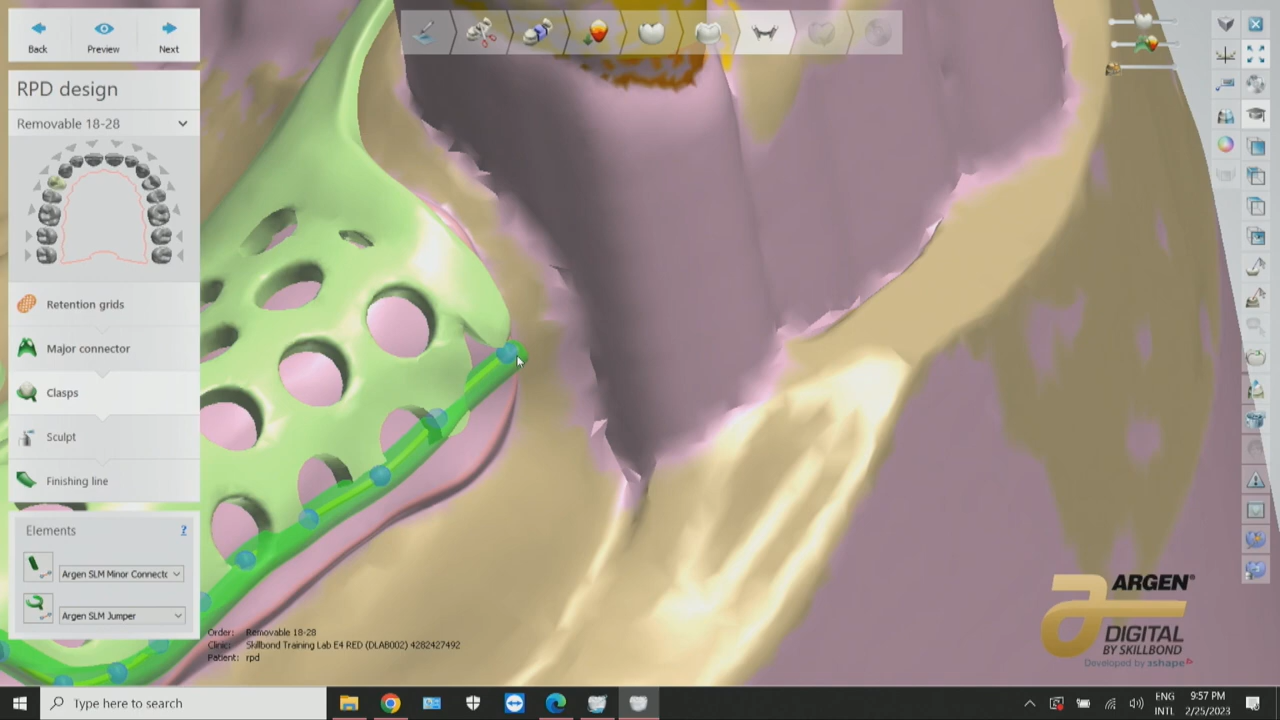 Back
Preview
Next
RPD design
Removable 18-28
Retention grids
Major connector
Clasps
Sculpt
Finishing line
Elements
?
Argen SLM Minor Connectc
Argen SLM Jumper
Order: Removable 18-28
Clinic: Skillbond Training Lab E4 RED (DLAB002) 4282427492
Patient: rpd
ARGEN®
DIGITAL
BY SKILLBOND
Developed by 3shape
Type here to search
ENG
INTL
9:57 PM
2/25/2023